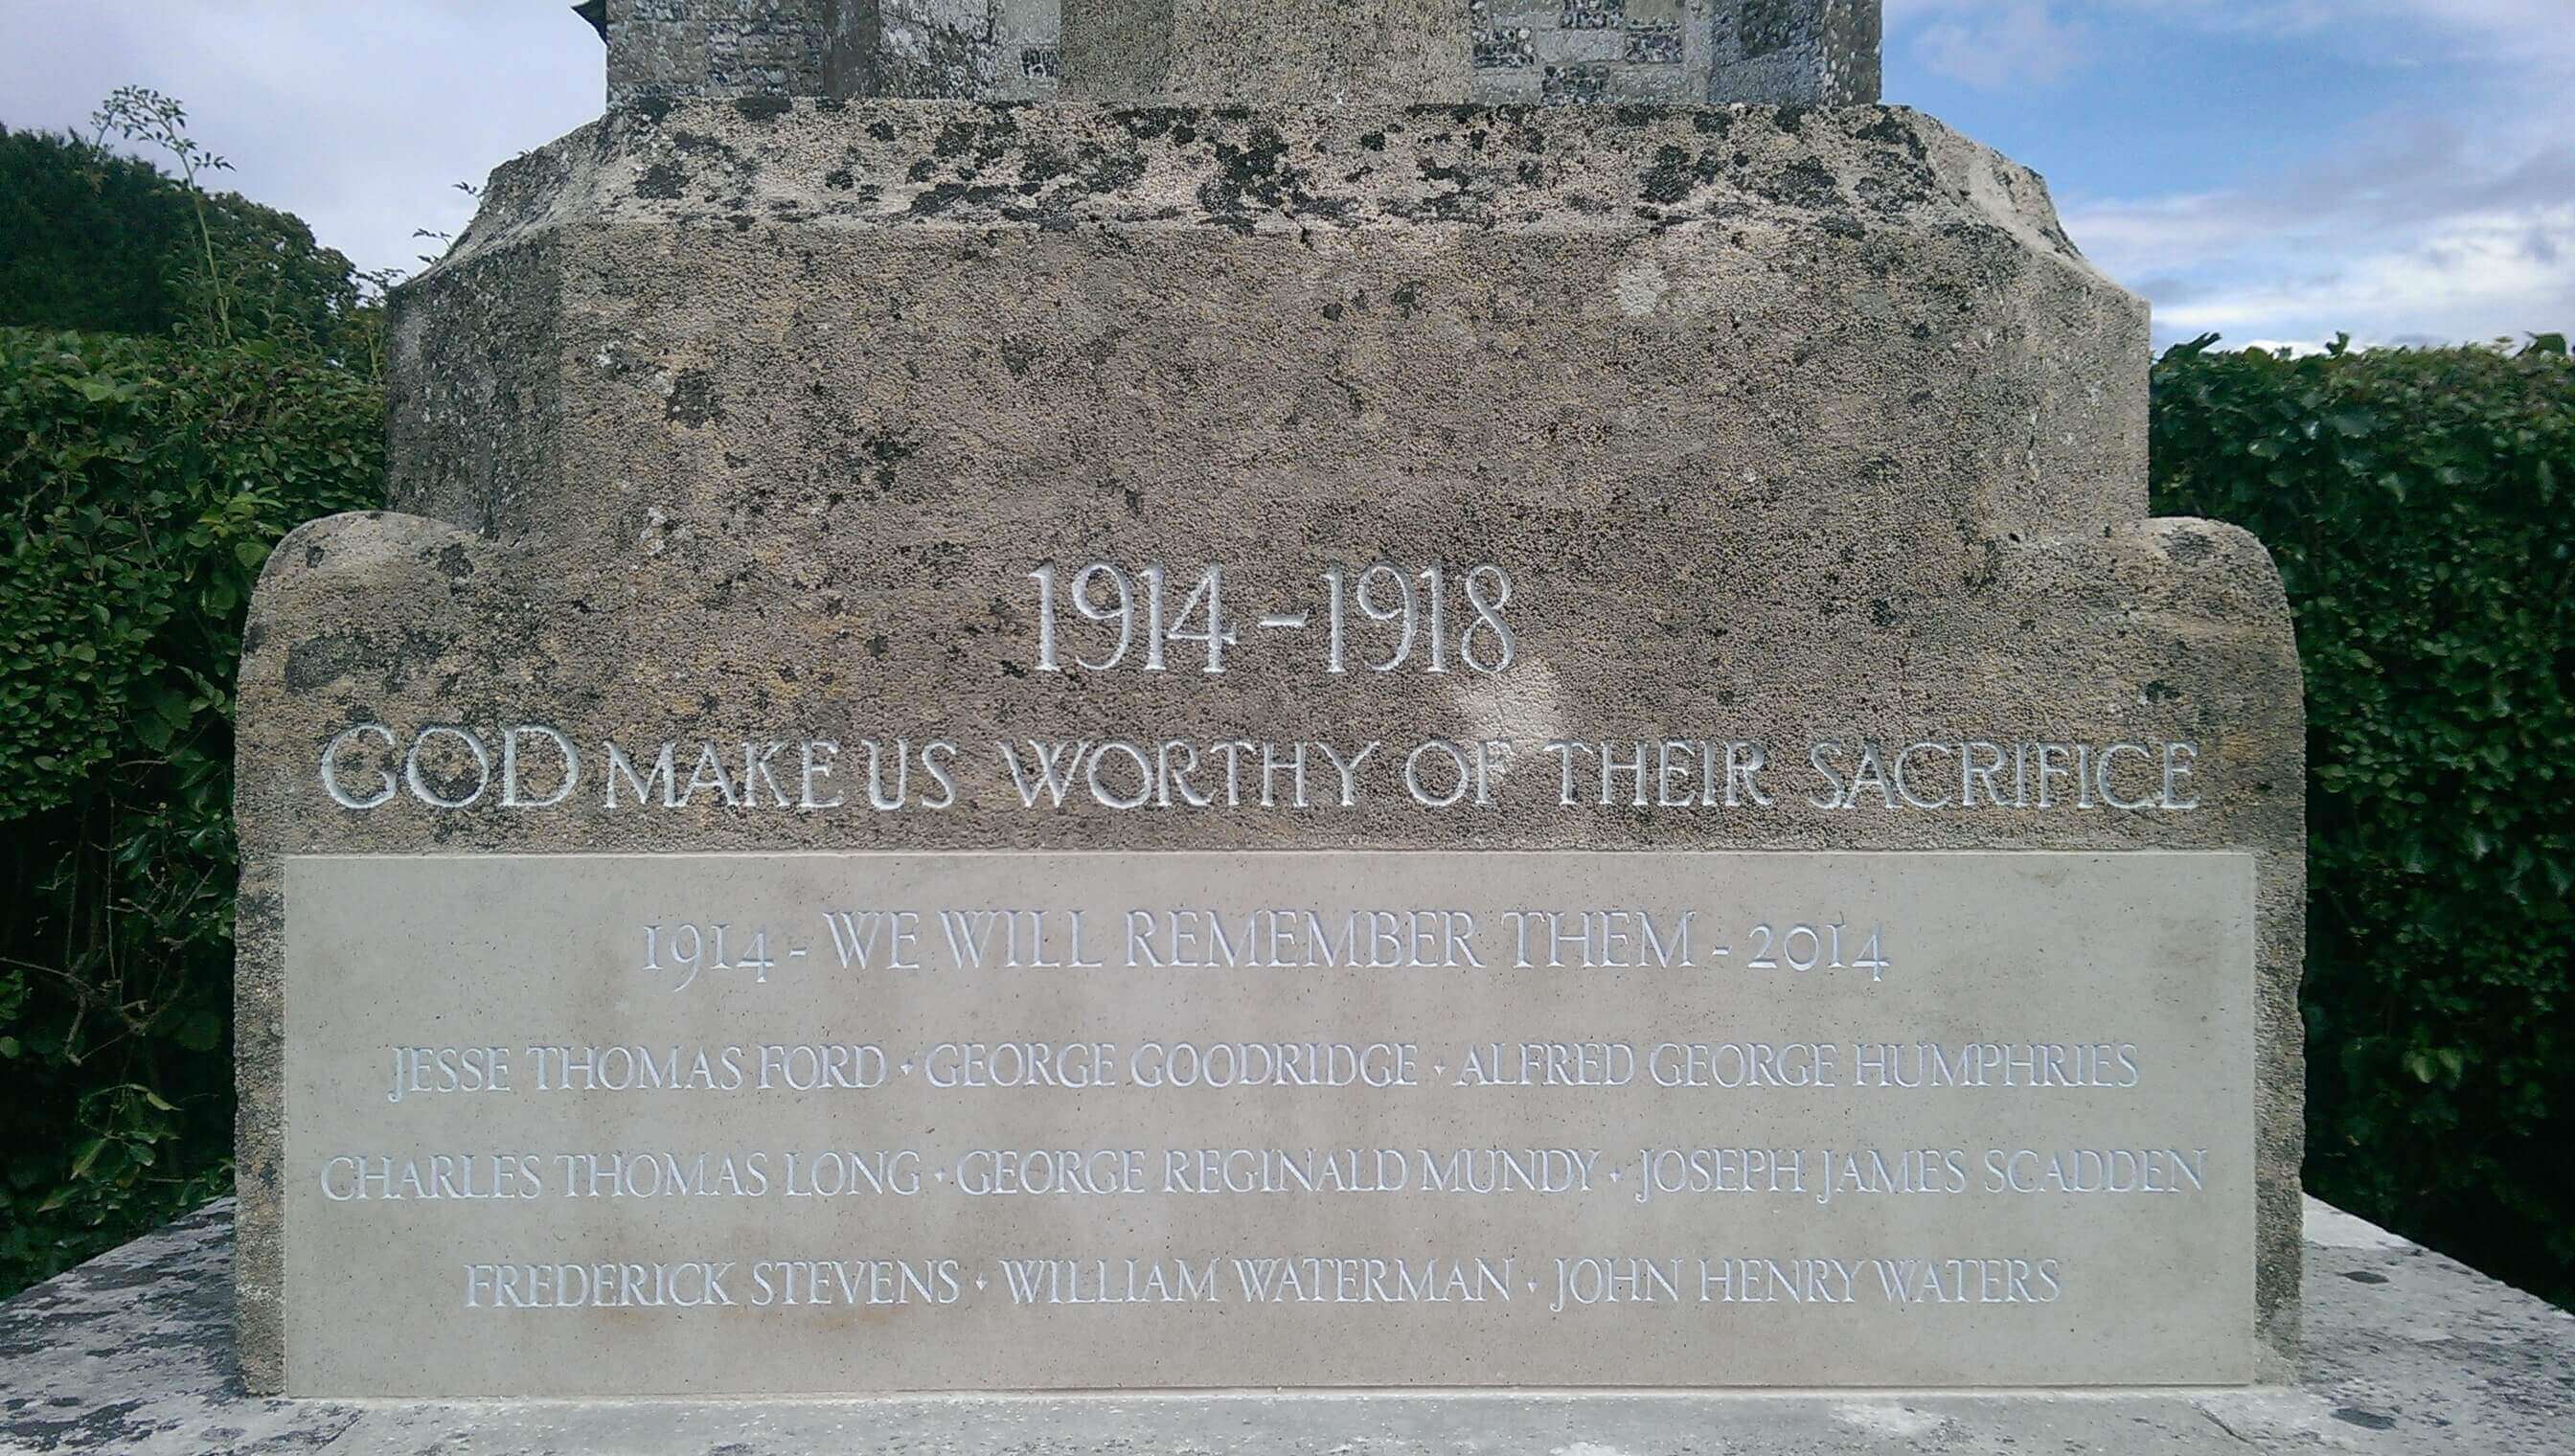 1914-1918
GOD MAKE US WORTHY OF THEIR SACRIFICE
1914 - WE WILL REMEMBER THEM - 2014
JESSE THOMAS FORD · GEORGE GOODRIDGE · ALFRED GEORGE HUMPHRIES
CHARLES THOMAS LONG · GEORGE REGINALD MUNDY · JOSEPH JAMES SCADDEN
FREDERICK STEVENS · WILLIAM WATERMAN · JOHN HENRY WATERS